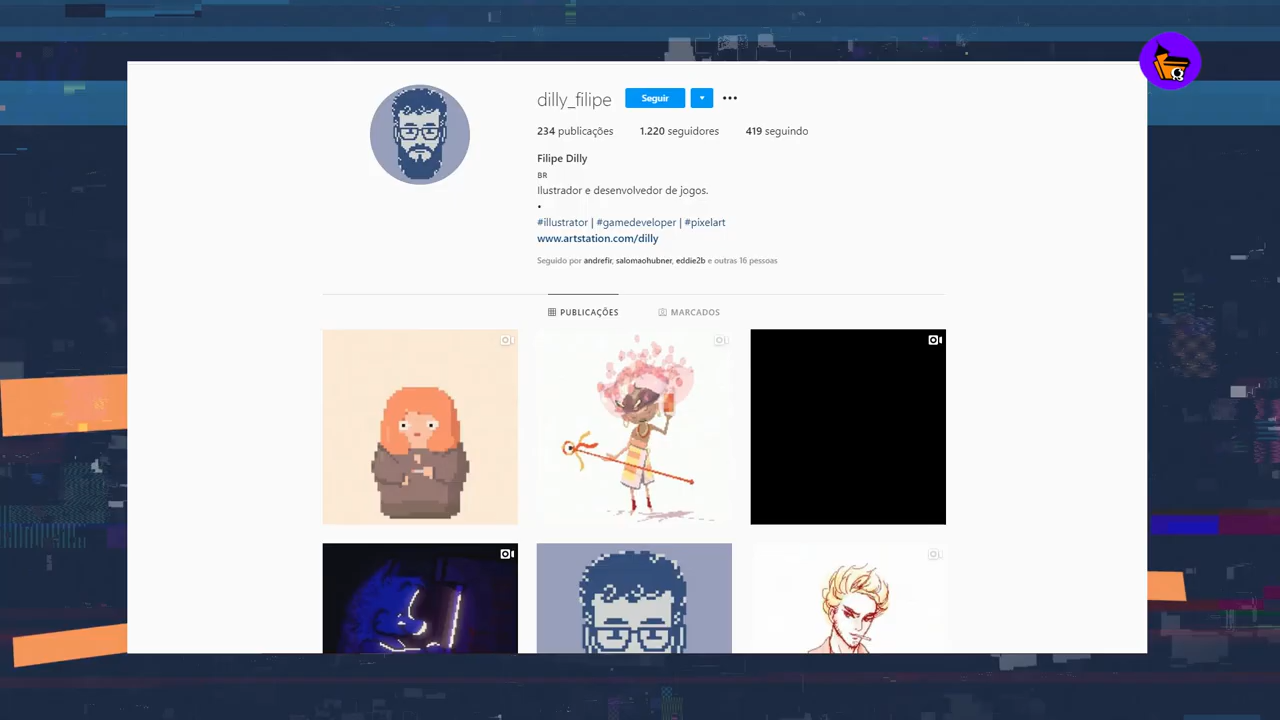 dilly_filipe Seguir
234 publicações 1.220 seguidores 419 seguindo
Filipe Dilly
BR
Ilustrador e desenvolvedor de jogos.
•
#illustrator | #gamedeveloper | #pixelart
www.artstation.com/dilly
Seguido por andrefir, salomaohubner, eddie2b e outras 16 pessoas
PUBLICAÇÕES MARCADOS